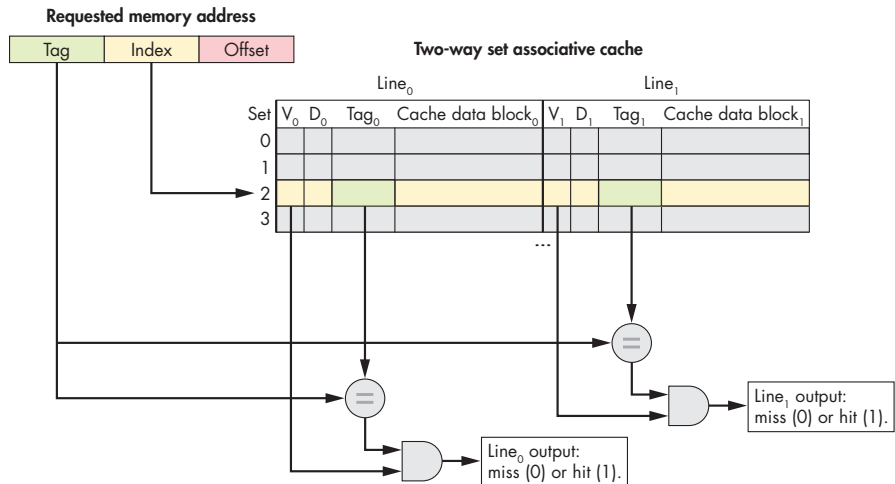 Requested memory address
Tag Index Offset
Two-way set associative cache
Line₀ Line₁
Set V₀ D₀ Tag₀ Cache data block₀ V₁ D₁ Tag₁ Cache data block₁
0
1
2
3
...
=
=
Line₁ output:
miss (0) or hit (1).
Line₀ output:
miss (0) or hit (1).